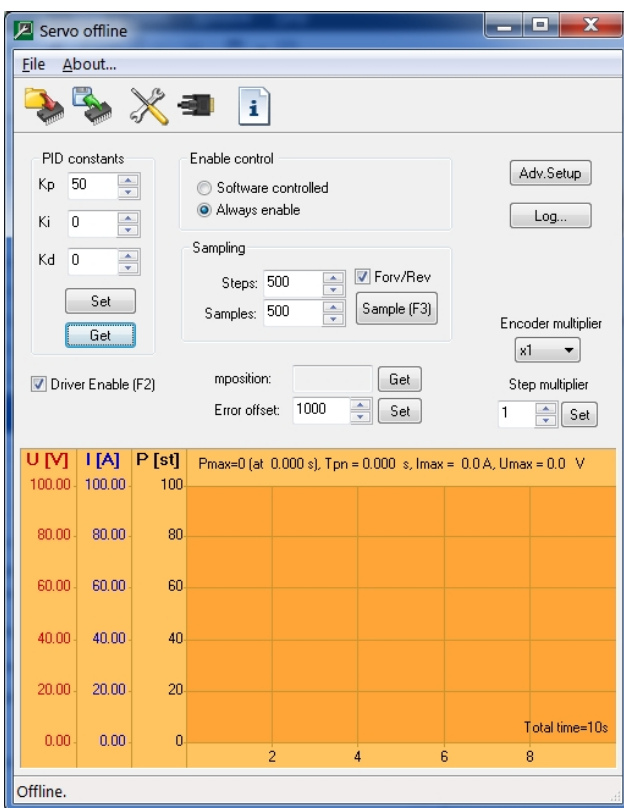 Servo offline
File About...
PID constants
Kp 50
Ki 0
Kd 0
Set
Get
Enable control
Software controlled
Always enable
Sampling
Steps: 500
Forv/Rev
Samples: 500
Sample (F3)
Adv.Setup
Log...
Encoder multiplier
x1
Driver Enable (F2)
mposition:
Get
Error offset: 1000
Set
Step multiplier
1
Set
U [V] I [A] P [st] Pmax=0 (at 0.000 s), Tpn = 0.000 s, Imax = 0.0 A, Umax = 0.0 V
100.00 100.00 100
80.00 80.00 80
60.00 60.00 60
40.00 40.00 40
20.00 20.00 20
Total time=10s
0.00 0.00 0
2 4 6 8
Offline.